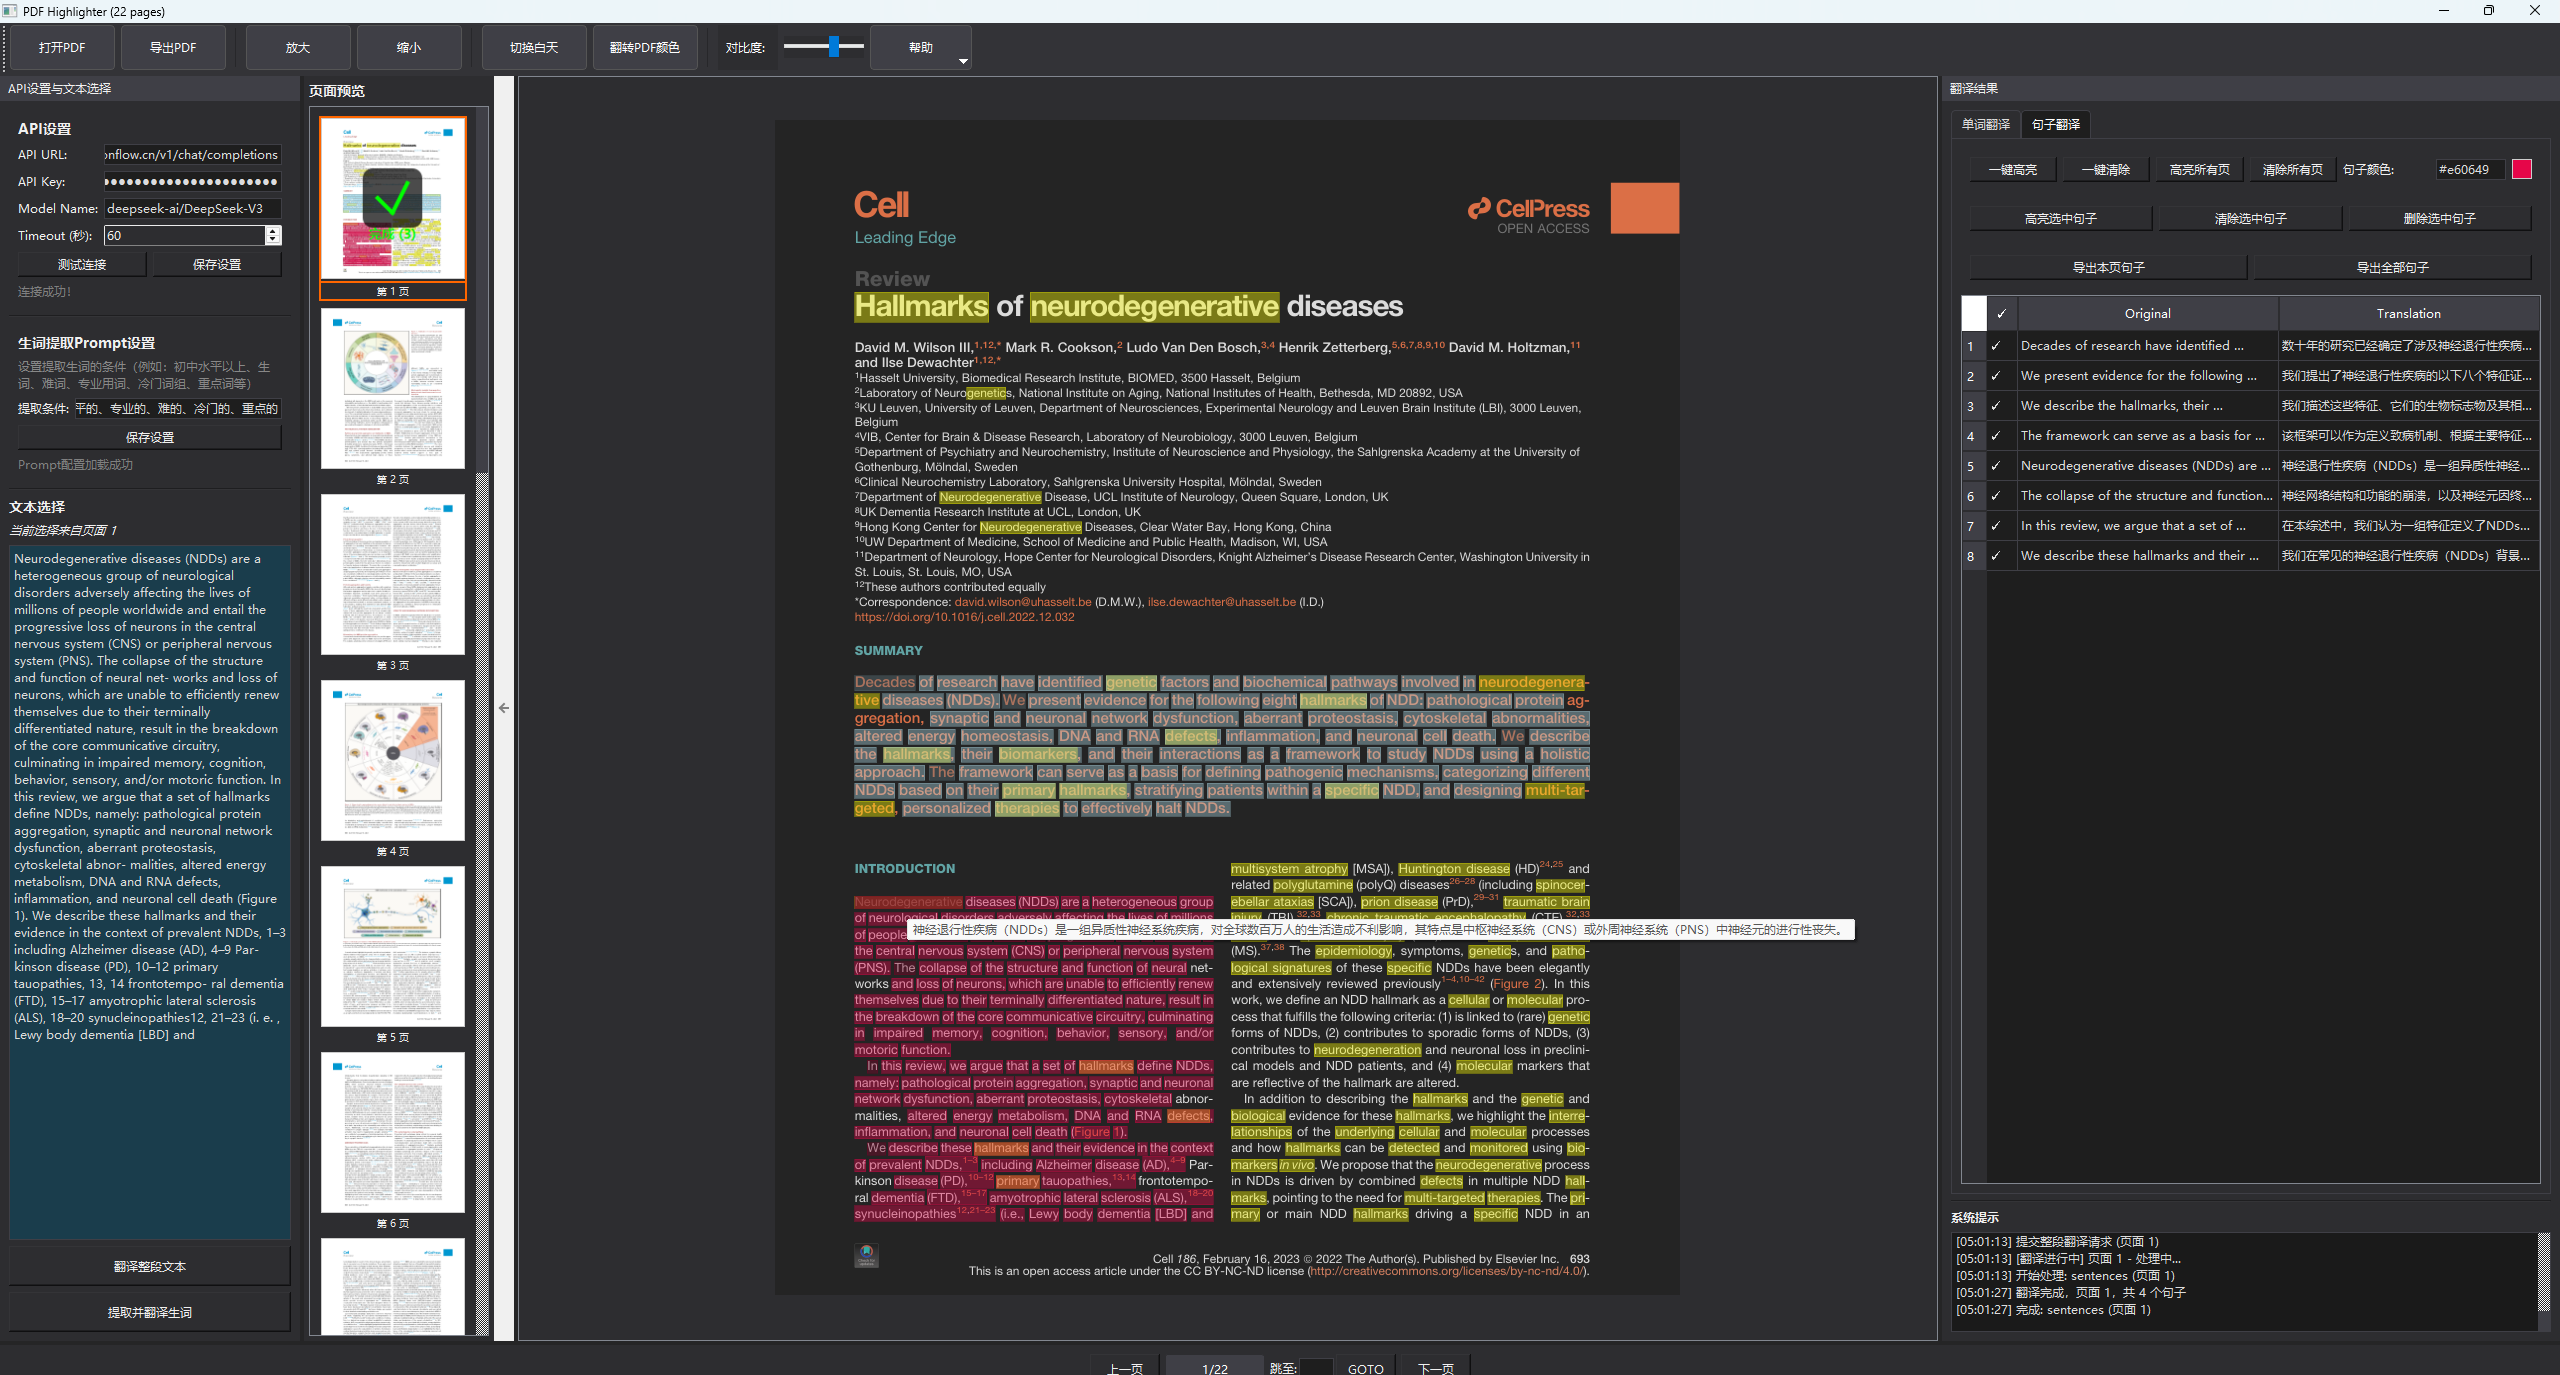 PDF Highlighter (22 pages)
打开PDF
导出PDF
放大
缩小
切换白天
翻转PDF颜色
对比度:
帮助
API设置与文本选择
API设置
API URL: onflow.cn/v1/chat/completions
API Key: ●●●●●●●●●●●●●●●●●●●●●●
Model Name: deepseek-ai/DeepSeek-V3
Timeout (秒): 60
测试连接
保存设置
连接成功!
生词提取Prompt设置
设置提取生词的条件（例如：初中水平以上、生
词、难词、专业用词、冷门词组、重点词等）
提取条件: 平的、专业的、难的、冷门的、重点的
保存设置
Prompt配置加载成功
文本选择
当前选择来自页面 1
Neurodegenerative diseases (NDDs) are a
heterogeneous group of neurological
disorders adversely affecting the lives of
millions of people worldwide and entail the
progressive loss of neurons in the central
nervous system (CNS) or peripheral nervous
system (PNS). The collapse of the structure
and function of neural net- works and loss of
neurons, which are unable to efficiently renew
themselves due to their terminally
differentiated nature, result in the breakdown
of the core communicative circuitry,
culminating in impaired memory, cognition,
behavior, sensory, and/or motoric function. In
this review, we argue that a set of hallmarks
define NDDs, namely: pathological protein
aggregation, synaptic and neuronal network
dysfunction, aberrant proteostasis,
cytoskeletal abnor- malities, altered energy
metabolism, DNA and RNA defects,
inflammation, and neuronal cell death (Figure
1). We describe these hallmarks and their
evidence in the context of prevalent NDDs, 1–3
including Alzheimer disease (AD), 4–9 Par-
kinson disease (PD), 10–12 primary
tauopathies, 13, 14 frontotempo- ral dementia
(FTD), 15–17 amyotrophic lateral sclerosis
(ALS), 18–20 synucleinopathies12, 21–23 (i. e. ,
Lewy body dementia [LBD] and
翻译整段文本
提取并翻译生词
页面预览
第 1 页
第 2 页
第 3 页
第 4 页
第 5 页
第 6 页
Cell
Leading Edge
CellPress
OPEN ACCESS
Review
Hallmarks of neurodegenerative diseases
David M. Wilson III,1,12,* Mark R. Cookson,2 Ludo Van Den Bosch,3,4 Henrik Zetterberg,5,6,7,8,9,10 David M. Holtzman,11
and Ilse Dewachter1,12,*
1Hasselt University, Biomedical Research Institute, BIOMED, 3500 Hasselt, Belgium
2Laboratory of Neurogenetics, National Institute on Aging, National Institutes of Health, Bethesda, MD 20892, USA
3KU Leuven, University of Leuven, Department of Neurosciences, Experimental Neurology and Leuven Brain Institute (LBI), 3000 Leuven,
Belgium
4VIB, Center for Brain & Disease Research, Laboratory of Neurobiology, 3000 Leuven, Belgium
5Department of Psychiatry and Neurochemistry, Institute of Neuroscience and Physiology, the Sahlgrenska Academy at the University of
Gothenburg, Mölndal, Sweden
6Clinical Neurochemistry Laboratory, Sahlgrenska University Hospital, Mölndal, Sweden
7Department of Neurodegenerative Disease, UCL Institute of Neurology, Queen Square, London, UK
8UK Dementia Research Institute at UCL, London, UK
9Hong Kong Center for Neurodegenerative Diseases, Clear Water Bay, Hong Kong, China
10UW Department of Medicine, School of Medicine and Public Health, Madison, WI, USA
11Department of Neurology, Hope Center for Neurological Disorders, Knight Alzheimer's Disease Research Center, Washington University in
St. Louis, St. Louis, MO, USA
12These authors contributed equally
*Correspondence: david.wilson@uhasselt.be (D.M.W.), ilse.dewachter@uhasselt.be (I.D.)
https://doi.org/10.1016/j.cell.2022.12.032
SUMMARY
Decades of research have identified genetic factors and biochemical pathways involved in neurodegenera-
tive diseases (NDDs). We present evidence for the following eight hallmarks of NDD: pathological protein ag-
gregation, synaptic and neuronal network dysfunction, aberrant proteostasis, cytoskeletal abnormalities,
altered energy homeostasis, DNA and RNA defects, inflammation, and neuronal cell death. We describe
the hallmarks, their biomarkers, and their interactions as a framework to study NDDs using a holistic
approach. The framework can serve as a basis for defining pathogenic mechanisms, categorizing different
NDDs based on their primary hallmarks, stratifying patients within a specific NDD, and designing multi-tar-
geted, personalized therapies to effectively halt NDDs.
INTRODUCTION
Neurodegenerative diseases (NDDs) are a heterogeneous group
of neurological disorders adversely affecting the lives of millions
of people
神经退行性疾病（NDDs）是一组异质性神经系统疾病，对全球数百万人的生活造成不利影响，其特点是中枢神经系统（CNS）或外周神经系统（PNS）中神经元的进行性丧失。
the central nervous system (CNS) or peripheral nervous system
(PNS). The collapse of the structure and function of neural net-
works and loss of neurons, which are unable to efficiently renew
themselves due to their terminally differentiated nature, result in
the breakdown of the core communicative circuitry, culminating
in impaired memory, cognition, behavior, sensory, and/or
motoric function.
In this review, we argue that a set of hallmarks define NDDs,
namely: pathological protein aggregation, synaptic and neuronal
network dysfunction, aberrant proteostasis, cytoskeletal abnor-
malities, altered energy metabolism, DNA and RNA defects,
inflammation, and neuronal cell death (Figure 1).
We describe these hallmarks and their evidence in the context
of prevalent NDDs,1–3 including Alzheimer disease (AD),4–9 Par-
kinson disease (PD),10–12 primary tauopathies,13,14 frontotempo-
ral dementia (FTD),15–17 amyotrophic lateral sclerosis (ALS),18–20
synucleinopathies12,21–23 (i.e., Lewy body dementia [LBD] and
multisystem atrophy [MSA]), Huntington disease (HD)24,25 and
related polyglutamine (polyQ) diseases26–28 (including spinocer-
ebellar ataxias [SCA]), prion disease (PrD),29–31 traumatic brain
injury (TBI),32,33 chronic traumatic encephalopathy (CTE),32,33
(MS).37,38 The epidemiology, symptoms, genetics, and patho-
logical signatures of these specific NDDs have been elegantly
and extensively reviewed previously1–4,10–42 (Figure 2). In this
work, we define an NDD hallmark as a cellular or molecular pro-
cess that fulfills the following criteria: (1) is linked to (rare) genetic
forms of NDDs, (2) contributes to sporadic forms of NDDs, (3)
contributes to neurodegeneration and neuronal loss in preclini-
cal models and NDD patients, and (4) molecular markers that
are reflective of the hallmark are altered.
In addition to describing the hallmarks and the genetic and
biological evidence for these hallmarks, we highlight the interre-
lationships of the underlying cellular and molecular processes
and how hallmarks can be detected and monitored using bio-
markers in vivo. We propose that the neurodegenerative process
in NDDs is driven by combined defects in multiple NDD hall-
marks, pointing to the need for multi-targeted therapies. The pri-
mary or main NDD hallmarks driving a specific NDD in an
Cell 186, February 16, 2023 © 2022 The Author(s). Published by Elsevier Inc. 693
This is an open access article under the CC BY-NC-ND license (http://creativecommons.org/licenses/by-nc-nd/4.0/).
上一页
1/22
跳至:
GOTO
下一页
翻译结果
单词翻译
句子翻译
一键高亮
一键清除
高亮所有页
清除所有页
句子颜色:
#e60649
高亮选中句子
清除选中句子
删除选中句子
导出本页句子
导出全部句子
✓ Original Translation
1 ✓ Decades of research have identified ... 数十年的研究已经确定了涉及神经退行性疾病...
2 ✓ We present evidence for the following ... 我们提出了神经退行性疾病的以下八个特征证...
3 ✓ We describe the hallmarks, their ... 我们描述这些特征、它们的生物标志物及其相...
4 ✓ The framework can serve as a basis for ... 该框架可以作为定义致病机制、根据主要特征...
5 ✓ Neurodegenerative diseases (NDDs) are ... 神经退行性疾病（NDDs）是一组异质性神经...
6 ✓ The collapse of the structure and function... 神经网络结构和功能的崩溃，以及神经元因终...
7 ✓ In this review, we argue that a set of ... 在本综述中，我们认为一组特征定义了NDDs...
8 ✓ We describe these hallmarks and their ... 我们在常见的神经退行性疾病（NDDs）背景...
系统提示
[05:01:13] 提交整段翻译请求 (页面 1)
[05:01:13] [翻译进行中] 页面 1 - 处理中...
[05:01:13] 开始处理: sentences (页面 1)
[05:01:27] 翻译完成，页面 1，共 4 个句子
[05:01:27] 完成: sentences (页面 1)